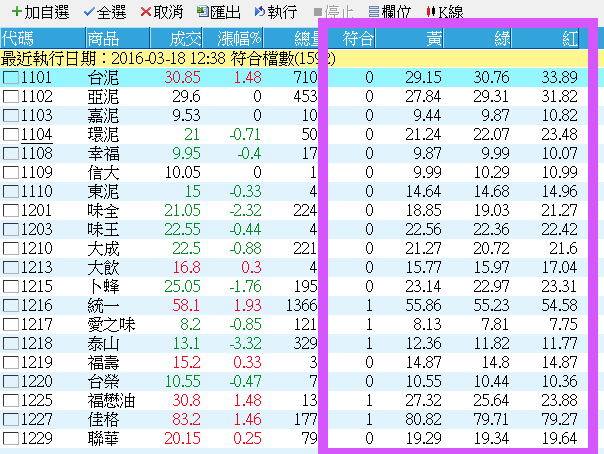 加自選 全選 取消 匯出 執行 停止 欄位 K線
代碼 商品 成交 漲幅% 總量 符合 黃 綠 紅
最近執行日期：2016-03-18 12:38 符合檔數(1592)
1101 台泥 30.85 1.48 710 0 29.15 30.76 33.89
1102 亞泥 29.6 0 453 0 27.84 29.31 31.82
1103 嘉泥 9.53 0 10 0 9.44 9.87 10.82
1104 環泥 21 -0.71 50 0 21.24 22.07 23.48
1108 幸福 9.95 -0.4 17 0 9.87 9.99 10.07
1109 信大 10.05 0 1 0 9.99 10.29 10.99
1110 東泥 15 -0.33 4 0 14.64 14.68 14.96
1201 味全 21.05 -2.32 224 0 18.85 19.03 21.27
1203 味王 22.55 -0.44 4 0 22.56 22.36 22.42
1210 大成 22.5 -0.88 221 0 21.27 20.72 21.6
1213 大飲 16.8 0.3 4 0 15.77 15.97 17.04
1215 卜蜂 25.05 -1.76 195 0 23.14 22.97 23.31
1216 統一 58.1 1.93 1366 1 55.86 55.23 54.58
1217 愛之味 8.2 -0.85 121 1 8.13 7.81 7.75
1218 泰山 13.1 -3.32 329 1 12.36 11.82 11.77
1219 福壽 15.2 0.33 3 0 14.87 14.8 14.87
1220 台榮 10.55 -0.47 7 0 10.55 10.44 10.36
1225 福懋油 30.8 1.48 13 1 27.32 25.64 23.88
1227 佳格 83.2 1.46 177 1 80.82 79.71 79.27
1229 聯華 20.15 0.25 79 0 19.29 19.34 19.64